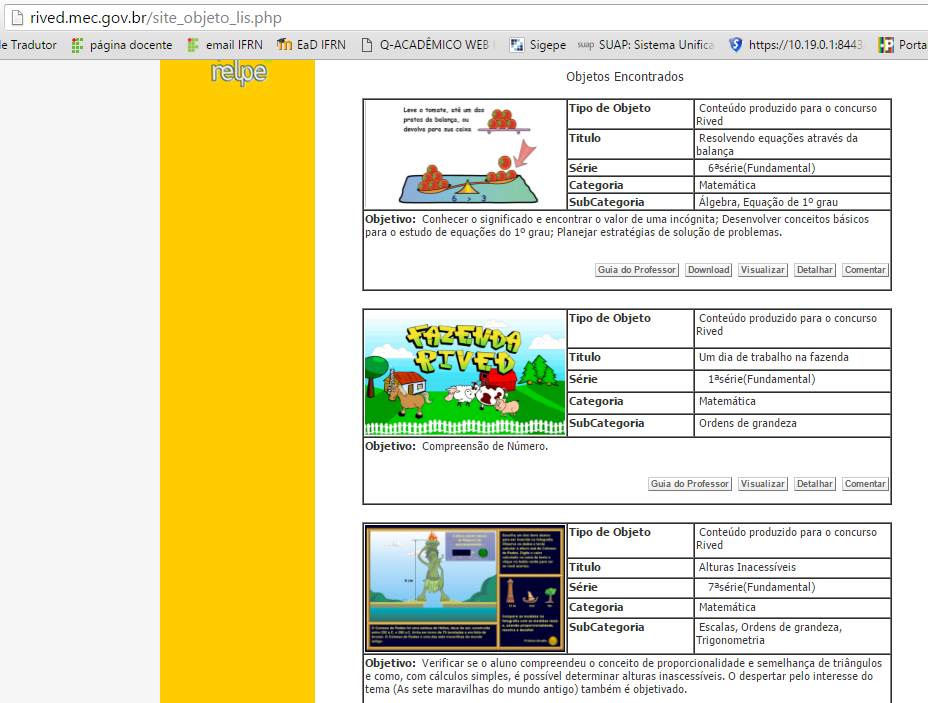 rived.mec.gov.br/site_objeto_lis.php
le Tradutor página docente email IFRN EaD IFRN Q-ACADÊMICO WEB Sigepe suap SUAP: Sistema Unifica https://10.19.0.1:8443 Porta
relpe
Objetos Encontrados
Leve o tomate, até um dos
pratos da balança, ou
devolva para sua caixa
6 > 3
Tipo de Objeto Conteúdo produzido para o concurso
Rived
Titulo Resolvendo equações através da
balança
Série 6ªsérie(Fundamental)
Categoria Matemática
SubCategoria Álgebra, Equação de 1º grau
Objetivo: Conhecer o significado e encontrar o valor de uma incógnita; Desenvolver conceitos básicos
para o estudo de equações do 1º grau; Planejar estratégias de solução de problemas.
Guia do Professor Download Visualizar Detalhar Comentar
FAZENDA
RIVED
Tipo de Objeto Conteúdo produzido para o concurso
Rived
Titulo Um dia de trabalho na fazenda
Série 1ªsérie(Fundamental)
Categoria Matemática
SubCategoria Ordens de grandeza
Objetivo: Compreensão de Número.
Guia do Professor Visualizar Detalhar Comentar
Tipo de Objeto Conteúdo produzido para o concurso
Rived
Titulo Alturas Inacessíveis
Série 7ªsérie(Fundamental)
Categoria Matemática
SubCategoria Escalas, Ordens de grandeza,
Trigonometria
Objetivo: Verificar se o aluno compreendeu o conceito de proporcionalidade e semelhança de triângulos
e como, com cálculos simples, é possível determinar alturas inascessíveis. O despertar pelo interesse do
tema (As sete maravilhas do mundo antigo) também é objetivado.